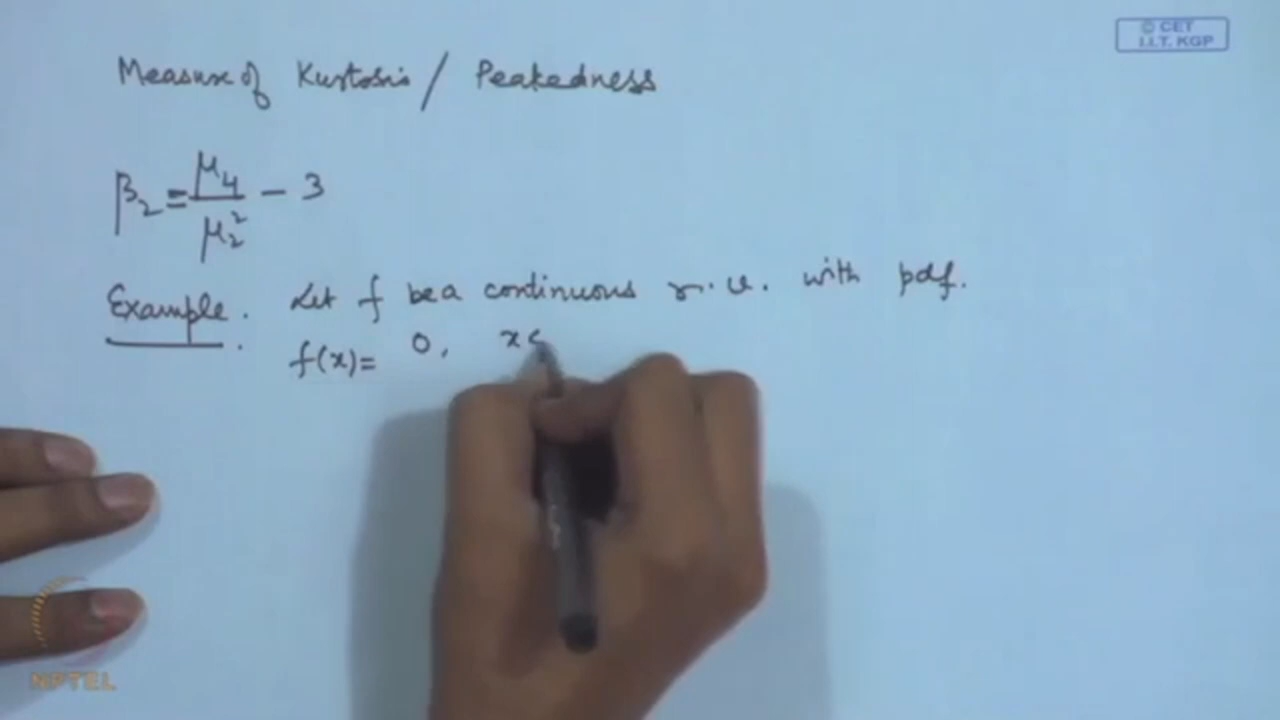 © CET
I.I.T. KGP
Measure of Kurtosis / Peakedness
β₂ = μ₄/μ₂² - 3
Example. Let f be a continuous r.v. with pdf.
f(x)= 0, x<
NPTEL